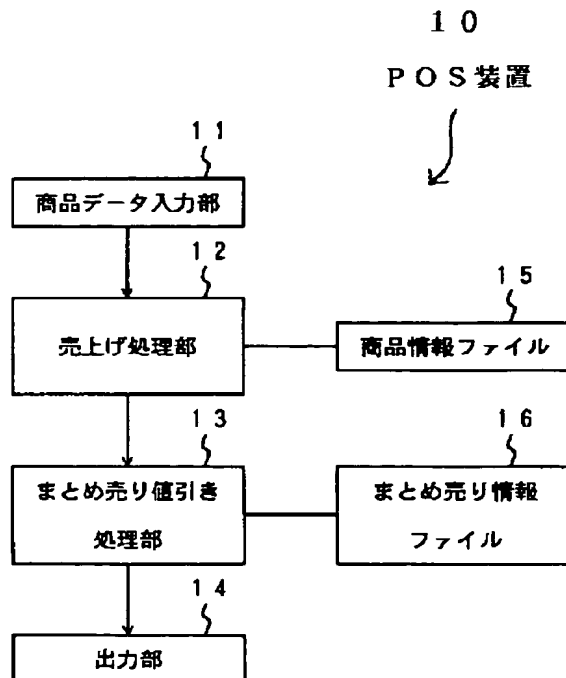 １０
ＰＯＳ装置
１１
商品データ入力部
１２
売上げ処理部
１５
商品情報ファイル
１３
まとめ売り値引き
処理部
１６
まとめ売り情報
ファイル
１４
出力部